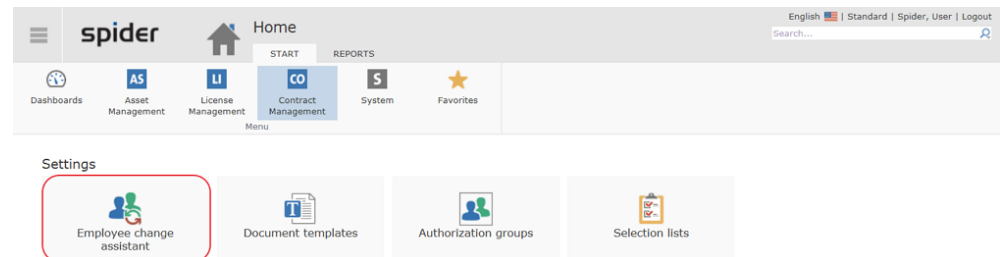 English | Standard | Spider, User | Logout
spider
Home
Search...
START REPORTS
AS LI CO S
Dashboards Asset Management License Management Contract Management System Favorites
Menu
Settings
T
Employee change assistant Document templates Authorization groups Selection lists